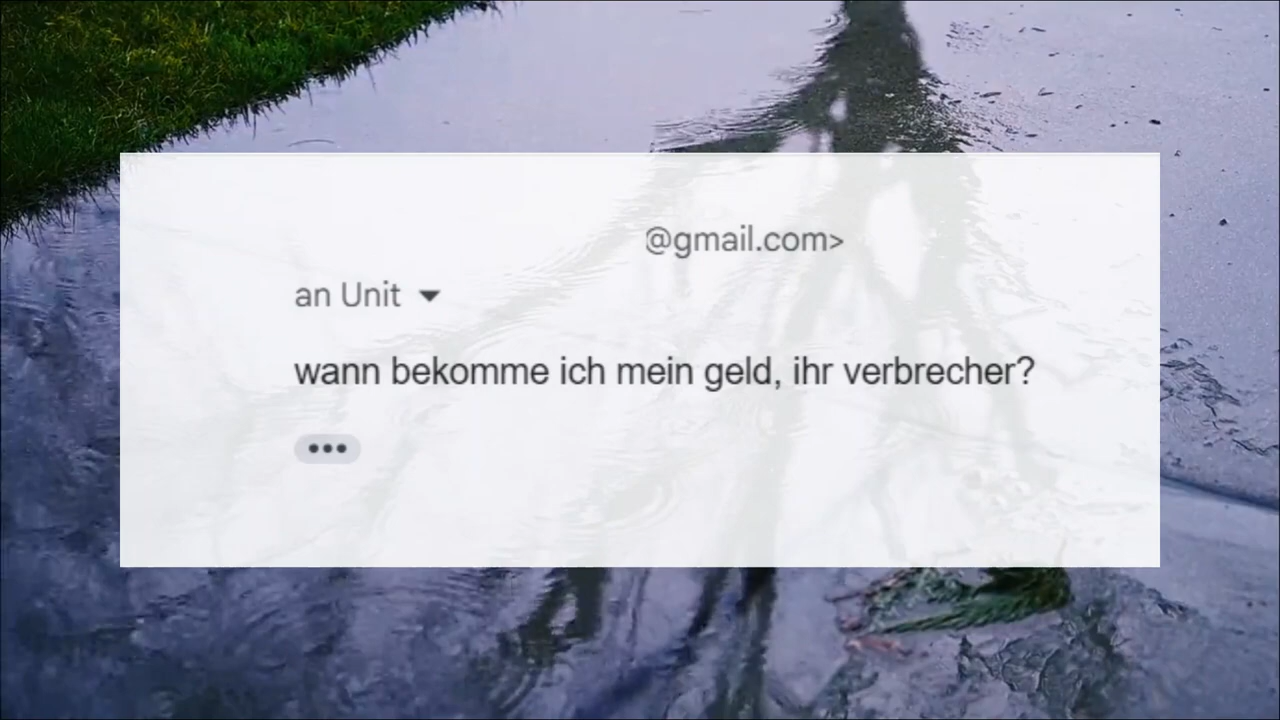 @gmail.com>
an Unit
wann bekomme ich mein geld, ihr verbrecher?